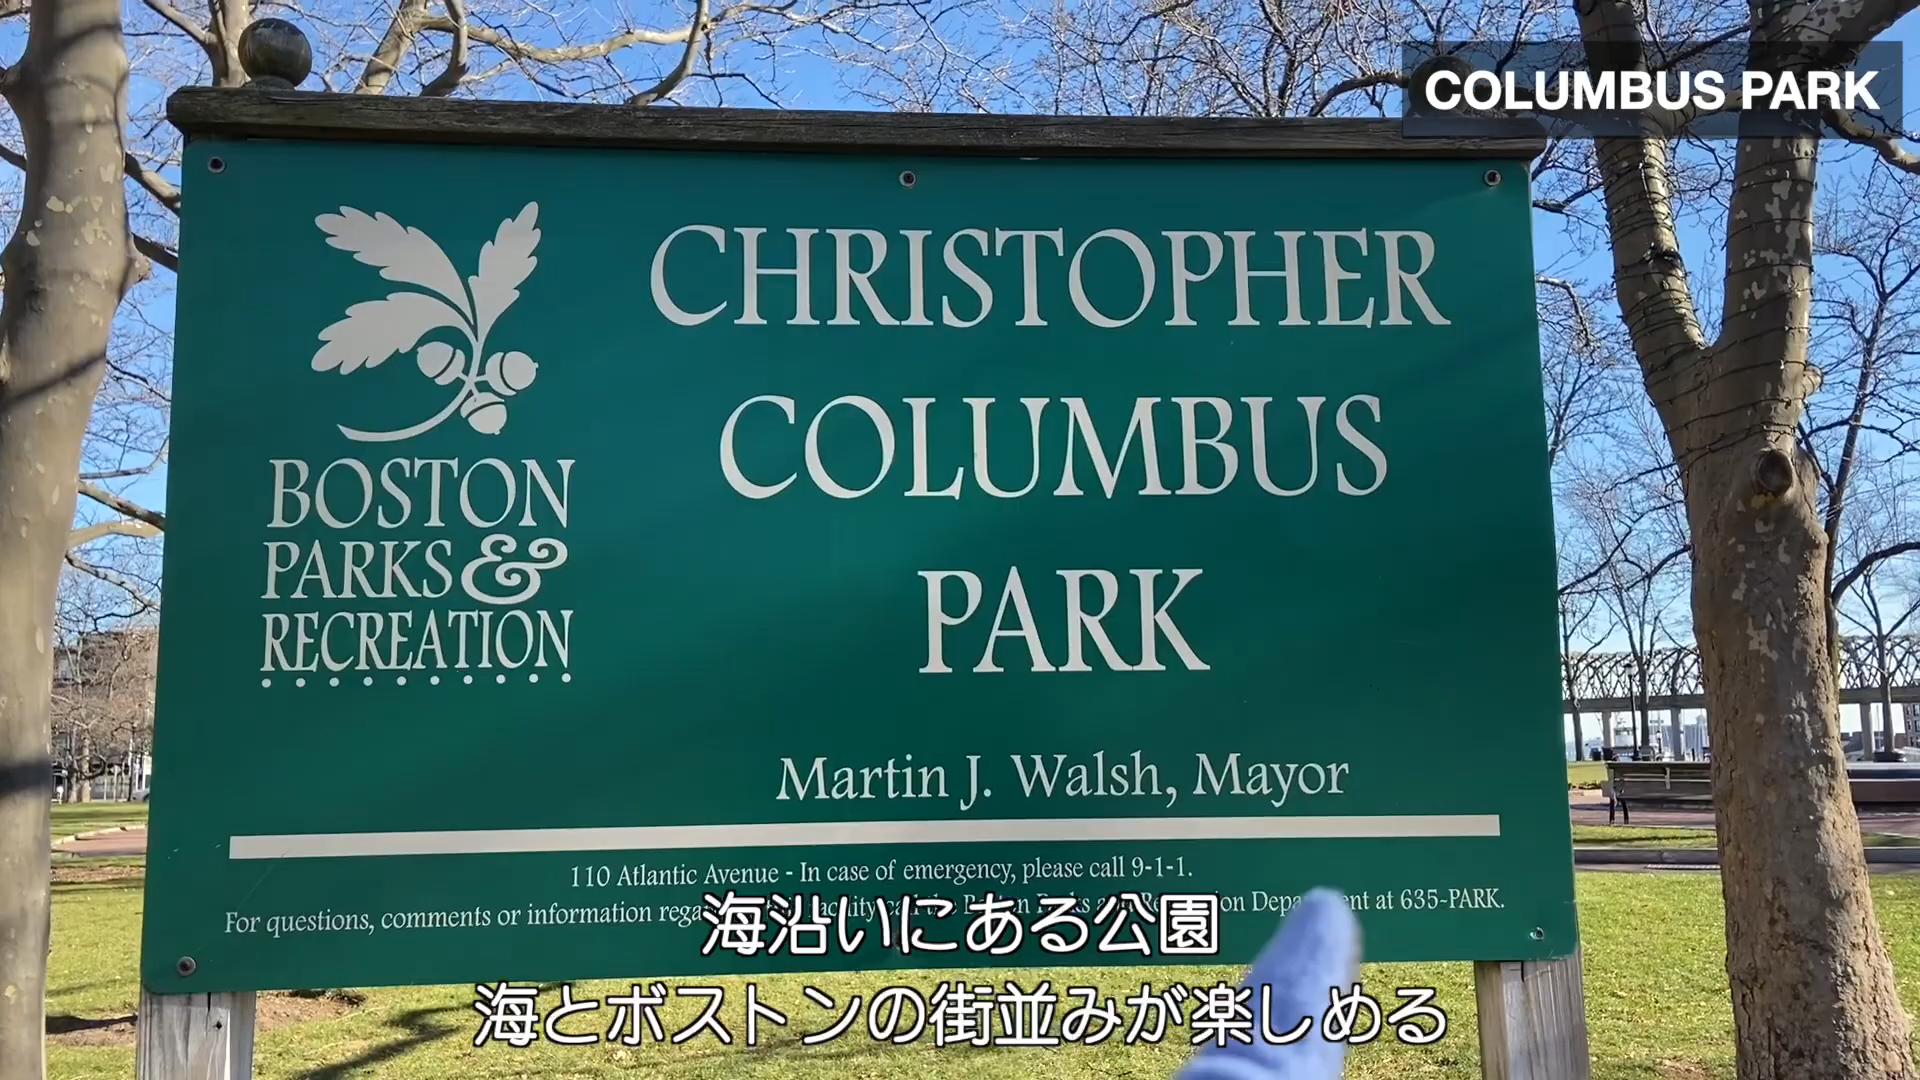 COLUMBUS PARK
CHRISTOPHER
COLUMBUS
PARK
BOSTON
PARKS &
RECREATION
Martin J. Walsh, Mayor
110 Atlantic Avenue - In case of emergency, please call 9-1-1.
For questions, comments or information at 635-PARK.
海沿いにある公園
海とボストンの街並みが楽しめる